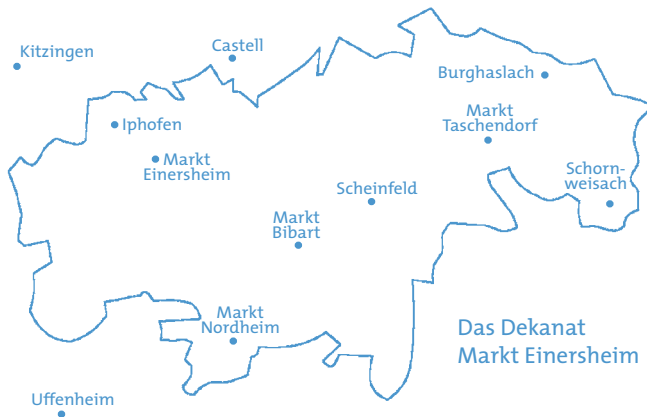 Kitzingen
Castell
Burghaslach
Iphofen
Markt
Taschendorf
Markt
Einersheim
Schorn-
weisach
Scheinfeld
Markt
Bibart
Markt
Nordheim
Das Dekanat
Markt Einersheim
Uffenheim